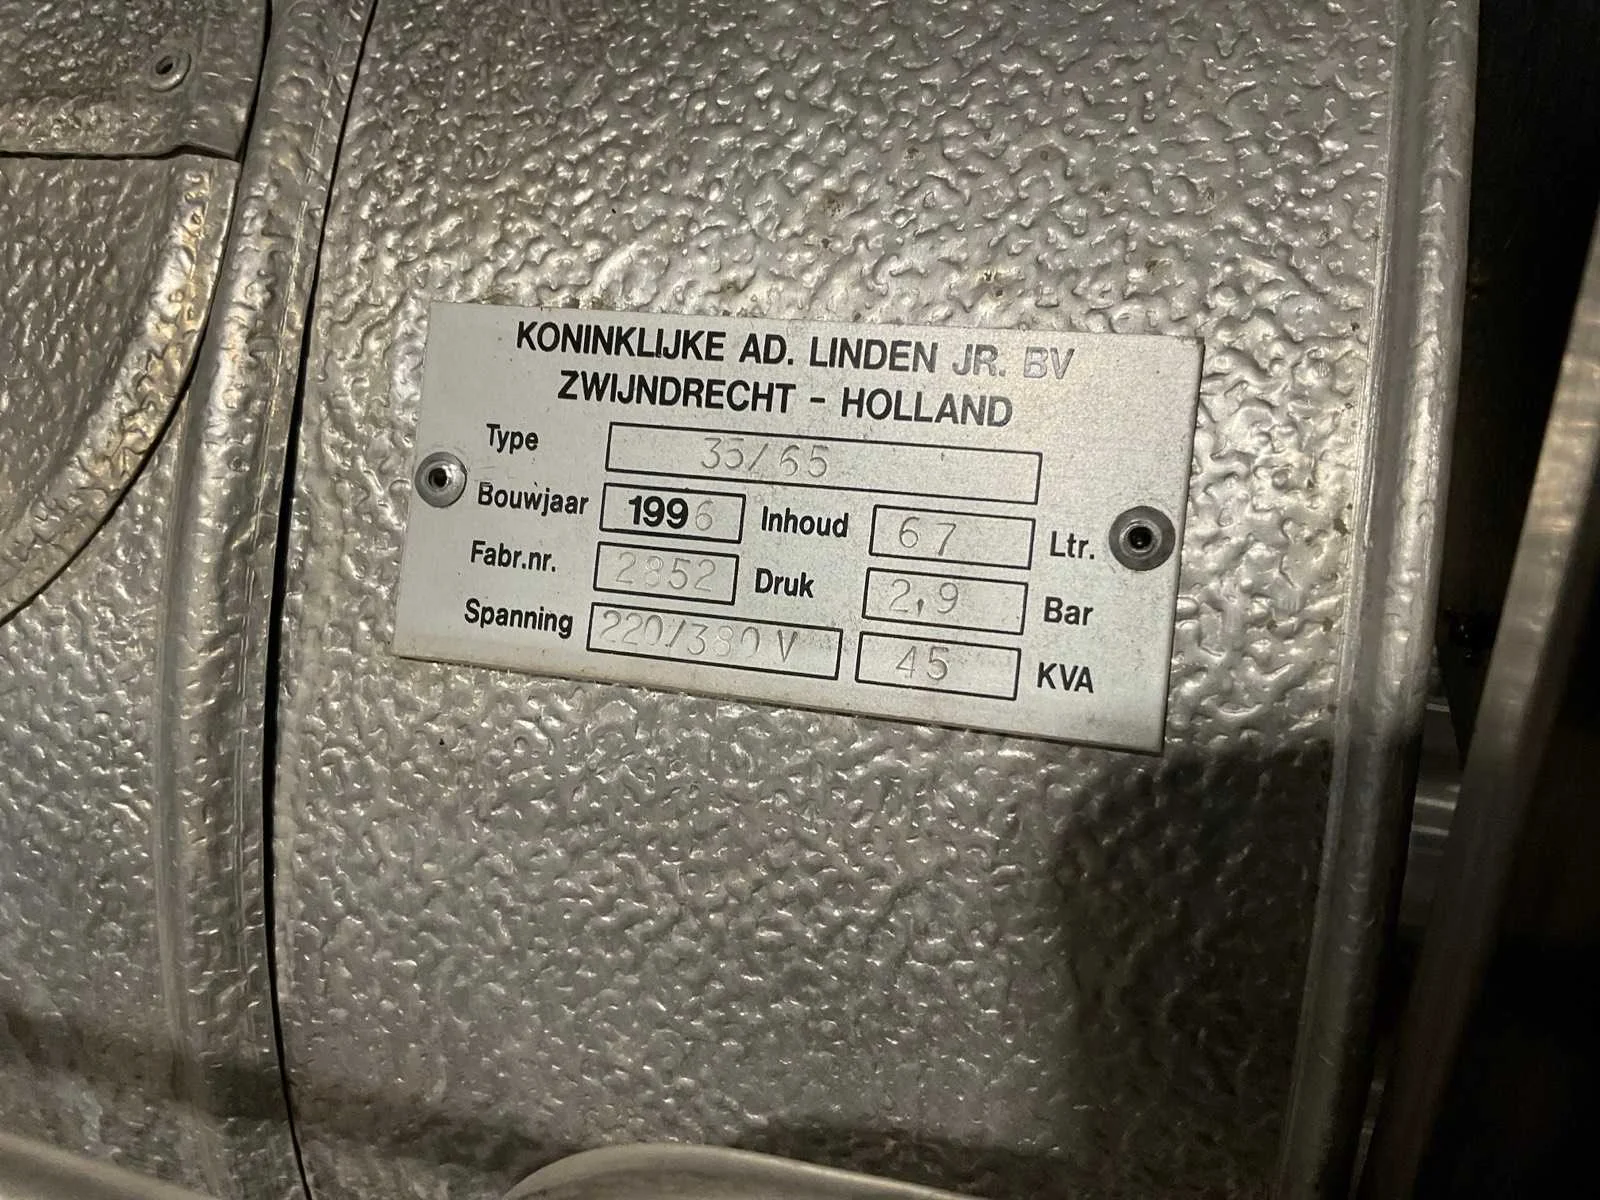 KONINKLIJKE AD. LINDEN JR. BV
ZWIJNDRECHT - HOLLAND
Type 35/65
Bouwjaar 1996 Inhoud 67 Ltr.
Fabr.nr. 2852 Druk 2,9 Bar
Spanning 220/380 V 45 KVA